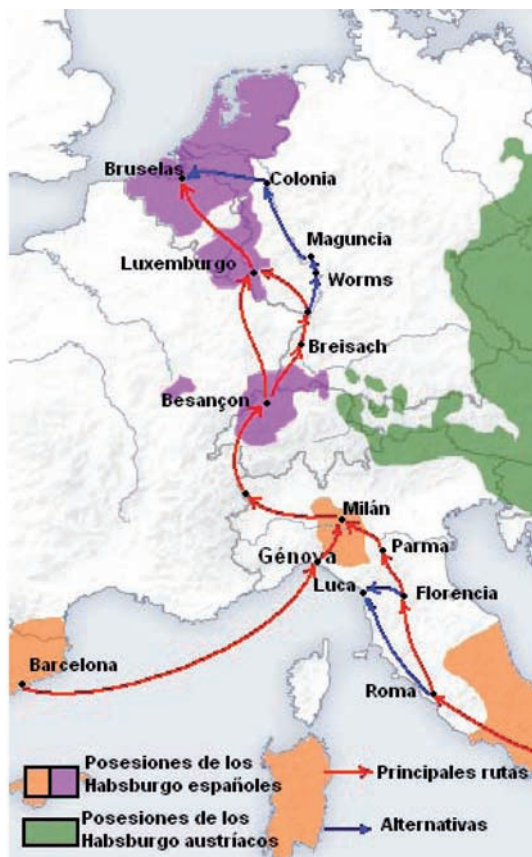 Bruselas
Colonia
Maguncia
Luxemburgo
Worms
Breisach
Besançon
Milán
Génova
Parma
Luca
Florencia
Barcelona
Roma
Posesiones de los
Habsburgo españoles
Principales rutas
Posesiones de los
Habsburgo austríacos
Alternativas